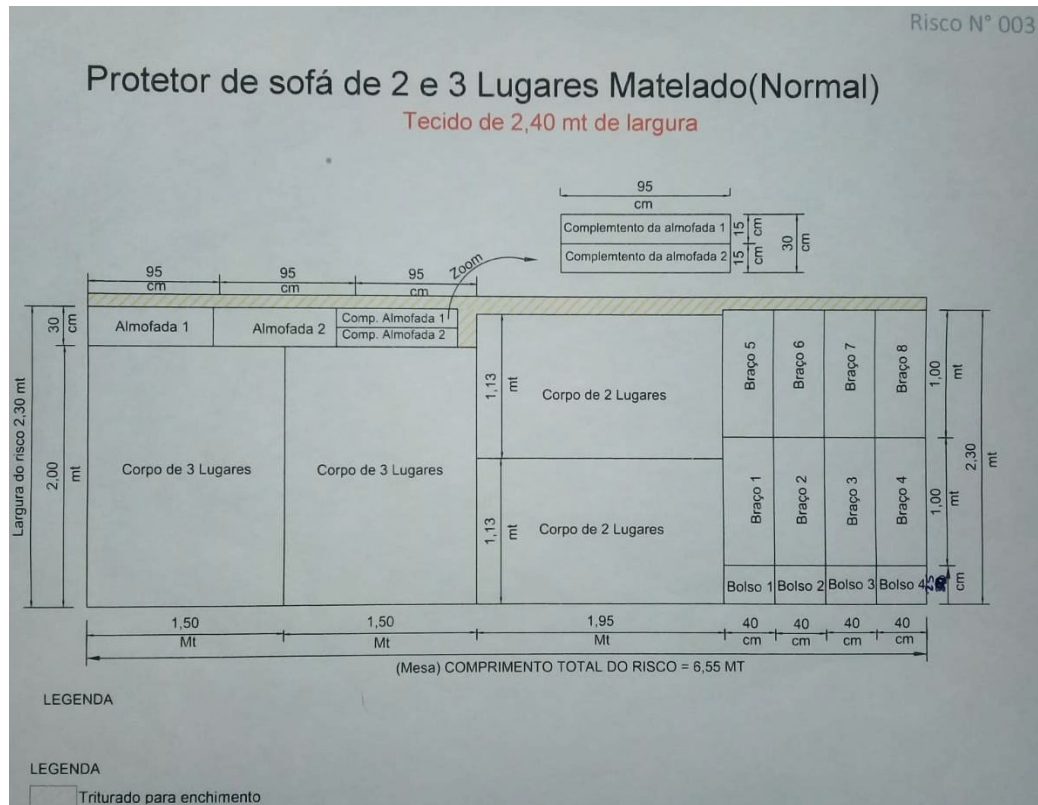 Risco N° 003
Protetor de sofá de 2 e 3 Lugares Matelado(Normal)
Tecido de 2,40 mt de largura
95
cm
Complemtento da almofada 1
Complemtento da almofada 2
15
cm
15
cm
30
cm
Zoom
95
cm
95
cm
95
cm
30
cm
Almofada 1
Almofada 2
Comp. Almofada 1
Comp. Almofada 2
Largura do risco 2,30 mt
2,00
mt
Corpo de 3 Lugares
Corpo de 3 Lugares
1,13
mt
Corpo de 2 Lugares
1,13
mt
Corpo de 2 Lugares
Braço 5
Braço 6
Braço 7
Braço 8
1,00
mt
Braço 1
Braço 2
Braço 3
Braço 4
1,00
mt
2,30
mt
Bolso 1
Bolso 2
Bolso 3
Bolso 4
cm
1,50
Mt
1,50
Mt
1,95
Mt
40
cm
40
cm
40
cm
40
cm
(Mesa) COMPRIMENTO TOTAL DO RISCO = 6,55 MT
LEGENDA
LEGENDA
Triturado para enchimento